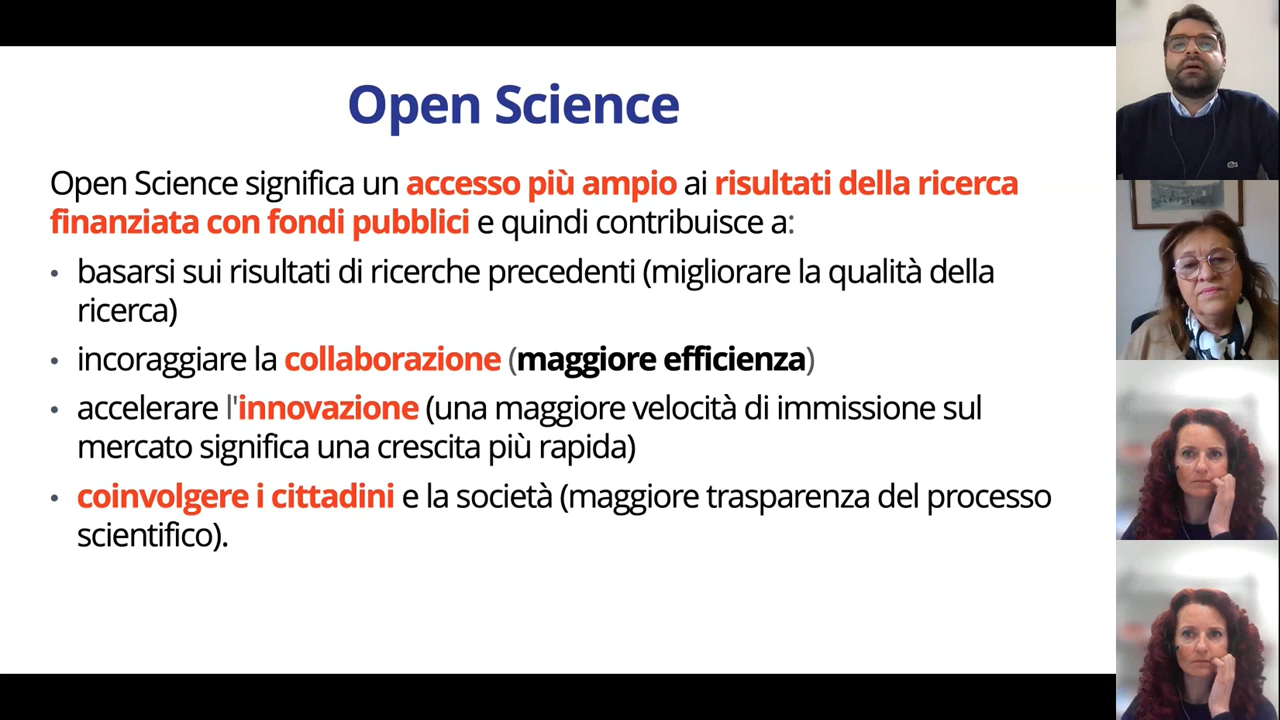 Open Science
Open Science significa un accesso più ampio ai risultati della ricerca
finanziata con fondi pubblici e quindi contribuisce a:
• basarsi sui risultati di ricerche precedenti (migliorare la qualità della
ricerca)
• incoraggiare la collaborazione (maggiore efficienza)
• accelerare l'innovazione (una maggiore velocità di immissione sul
mercato significa una crescita più rapida)
• coinvolgere i cittadini e la società (maggiore trasparenza del processo
scientifico).